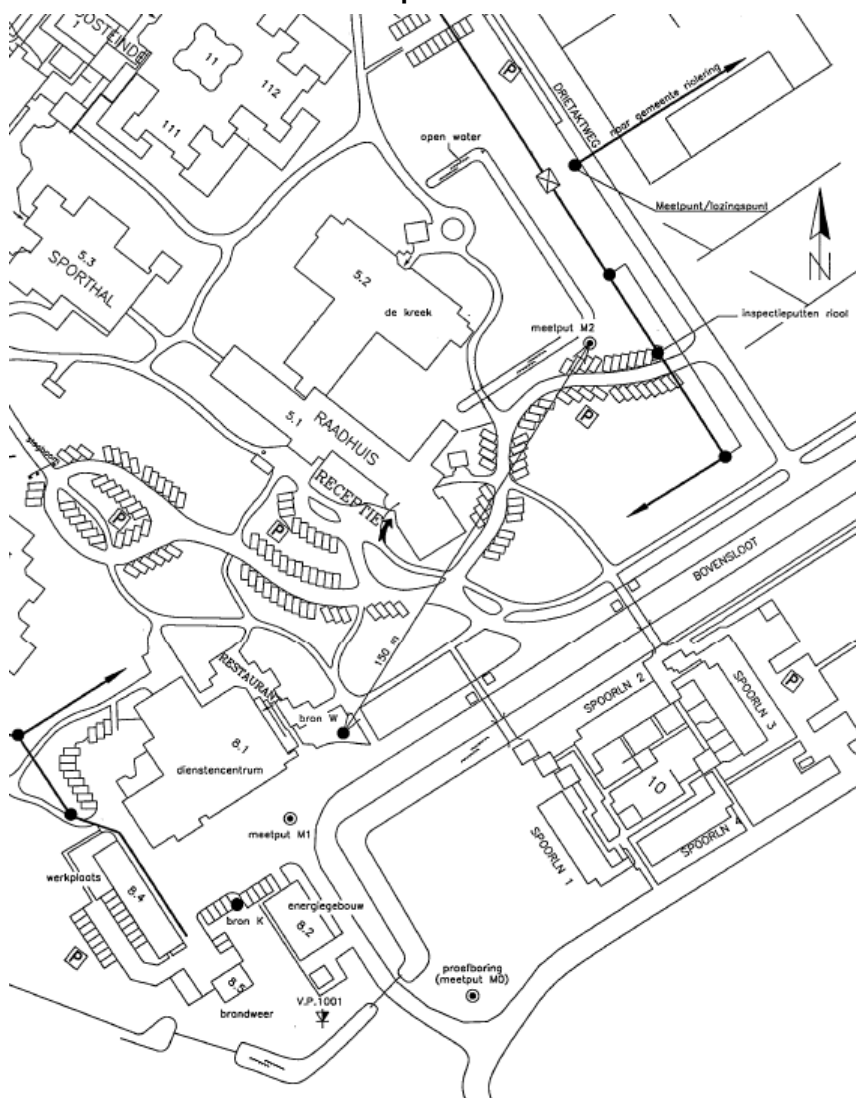 OOSTEINDE
1
11
112
111
P
DRIETAKTWEG
naar gemeente riolering
open water
Meetpunt/lozingspunt
5.3
SPORTHAL
5.2
de kreek
N
meetput M2
inspectieputten riool
5.1
RAADHUIS
P
slagboom
RECEPTIE
P
P
BOVENSLOOT
150 m
RESTAURANT
SPOORLN 2
SPOORLN 3
P
bron W
8.1
dienstencentrum
10
meetput M1
SPOORLN 1
SPOORLN 4
werkplaats
8.4
energiegebouw
bron K
8.2
P
proefboring
(meetput M0)
8.5
V.P.1001
brandweer